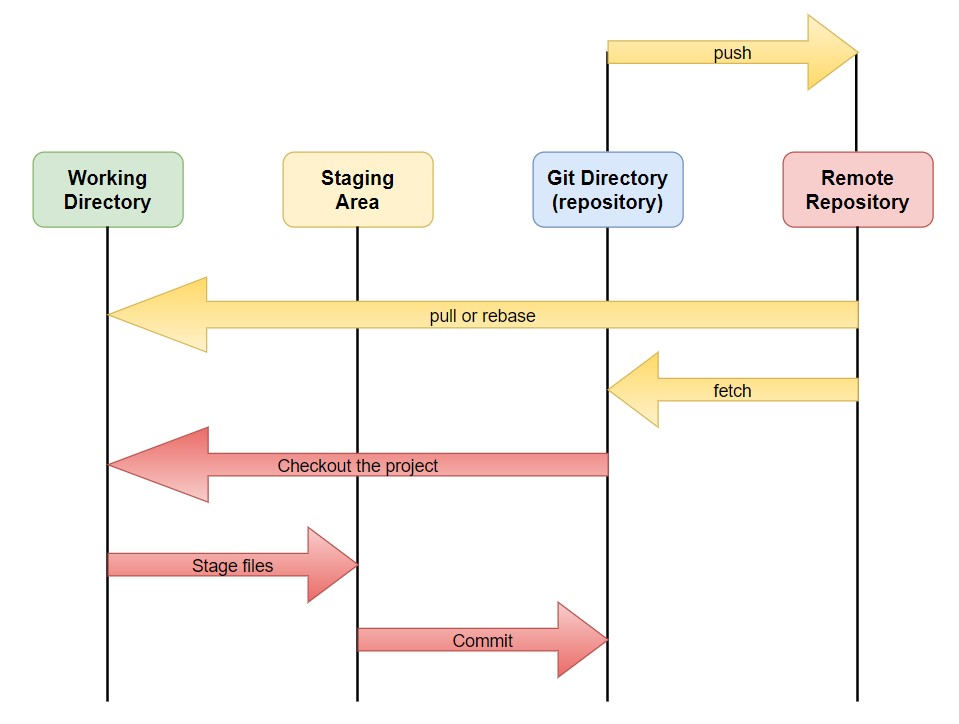 push
Working
Directory
Staging
Area
Git Directory
(repository)
Remote
Repository
pull or rebase
fetch
Checkout the project
Stage files
Commit